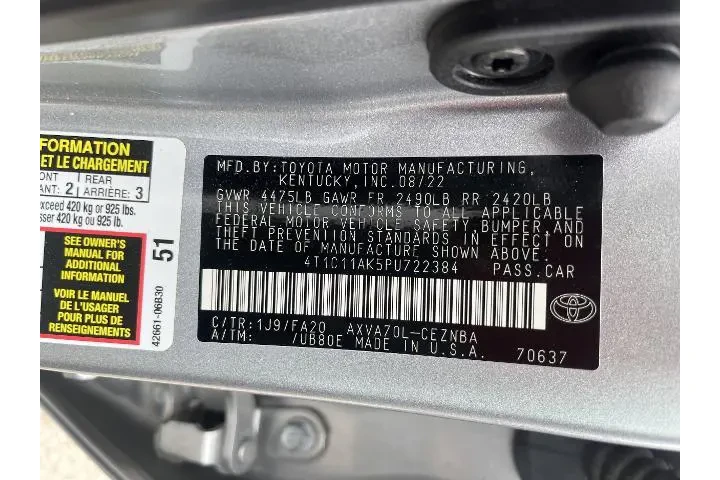 FORMATION
ET LE CHARGEMENT
ONT REAR
ANT: 2 ARRIÈRE: 3
exceed 420 kg or 925 lbs.
sser 420 kg ou 925 lb.
SEE OWNER'S
MANUAL FOR
ADDITIONAL
INFORMATION
VOIR LE MANUEL
DE L'USAGER
POUR PLUS DE
RENSEIGNEMENTS
51
42661-06B30
MFD.BY:TOYOTA MOTOR MANUFACTURING,
KENTUCKY, INC. 08/22
GVWR 4475LB GAWR FR 2490LB RR 2420LB
THIS VEHICLE CONFORMS TO ALL APPLICABLE
FEDERAL MOTOR VEHICLE SAFETY, BUMPER, AND
THEFT PREVENTION STANDARDS IN EFFECT ON
THE DATE OF MANUFACTURE SHOWN ABOVE.
4T1C11AK5PU722384 PASS.CAR
C/TR:1J9/FA20 AXVA70L-CEZNBA
A/TM: /UB80E MADE IN U.S.A. 70637